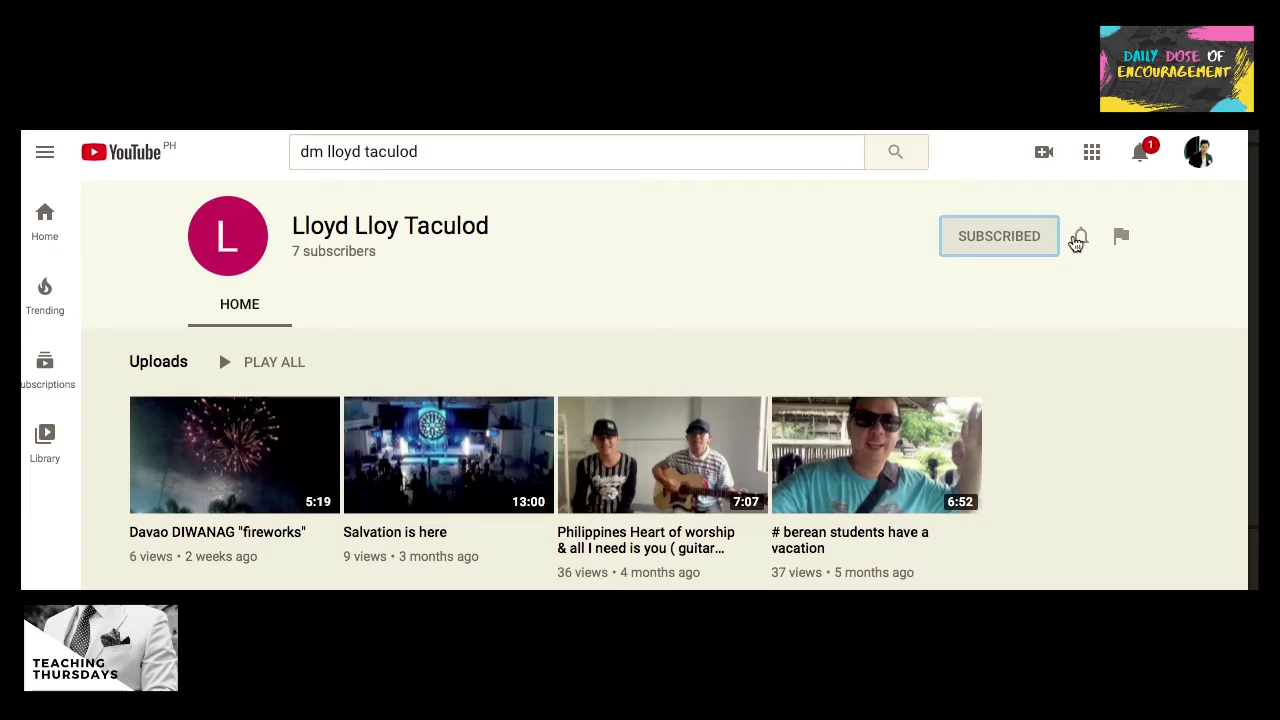 DAILY DOSE OF
ENCOURAGEMENT
YouTube PH
dm lloyd taculod
1
Home
Trending
ubscriptions
Library
L
Lloyd Lloy Taculod
7 subscribers
SUBSCRIBED
HOME
Uploads
PLAY ALL
5:19
13:00
7:07
6:52
Davao DIWANAG "fireworks"
6 views • 2 weeks ago
Salvation is here
9 views • 3 months ago
Philippines Heart of worship
& all I need is you ( guitar...
36 views • 4 months ago
# berean students have a
vacation
37 views • 5 months ago
TEACHING
THURSDAYS